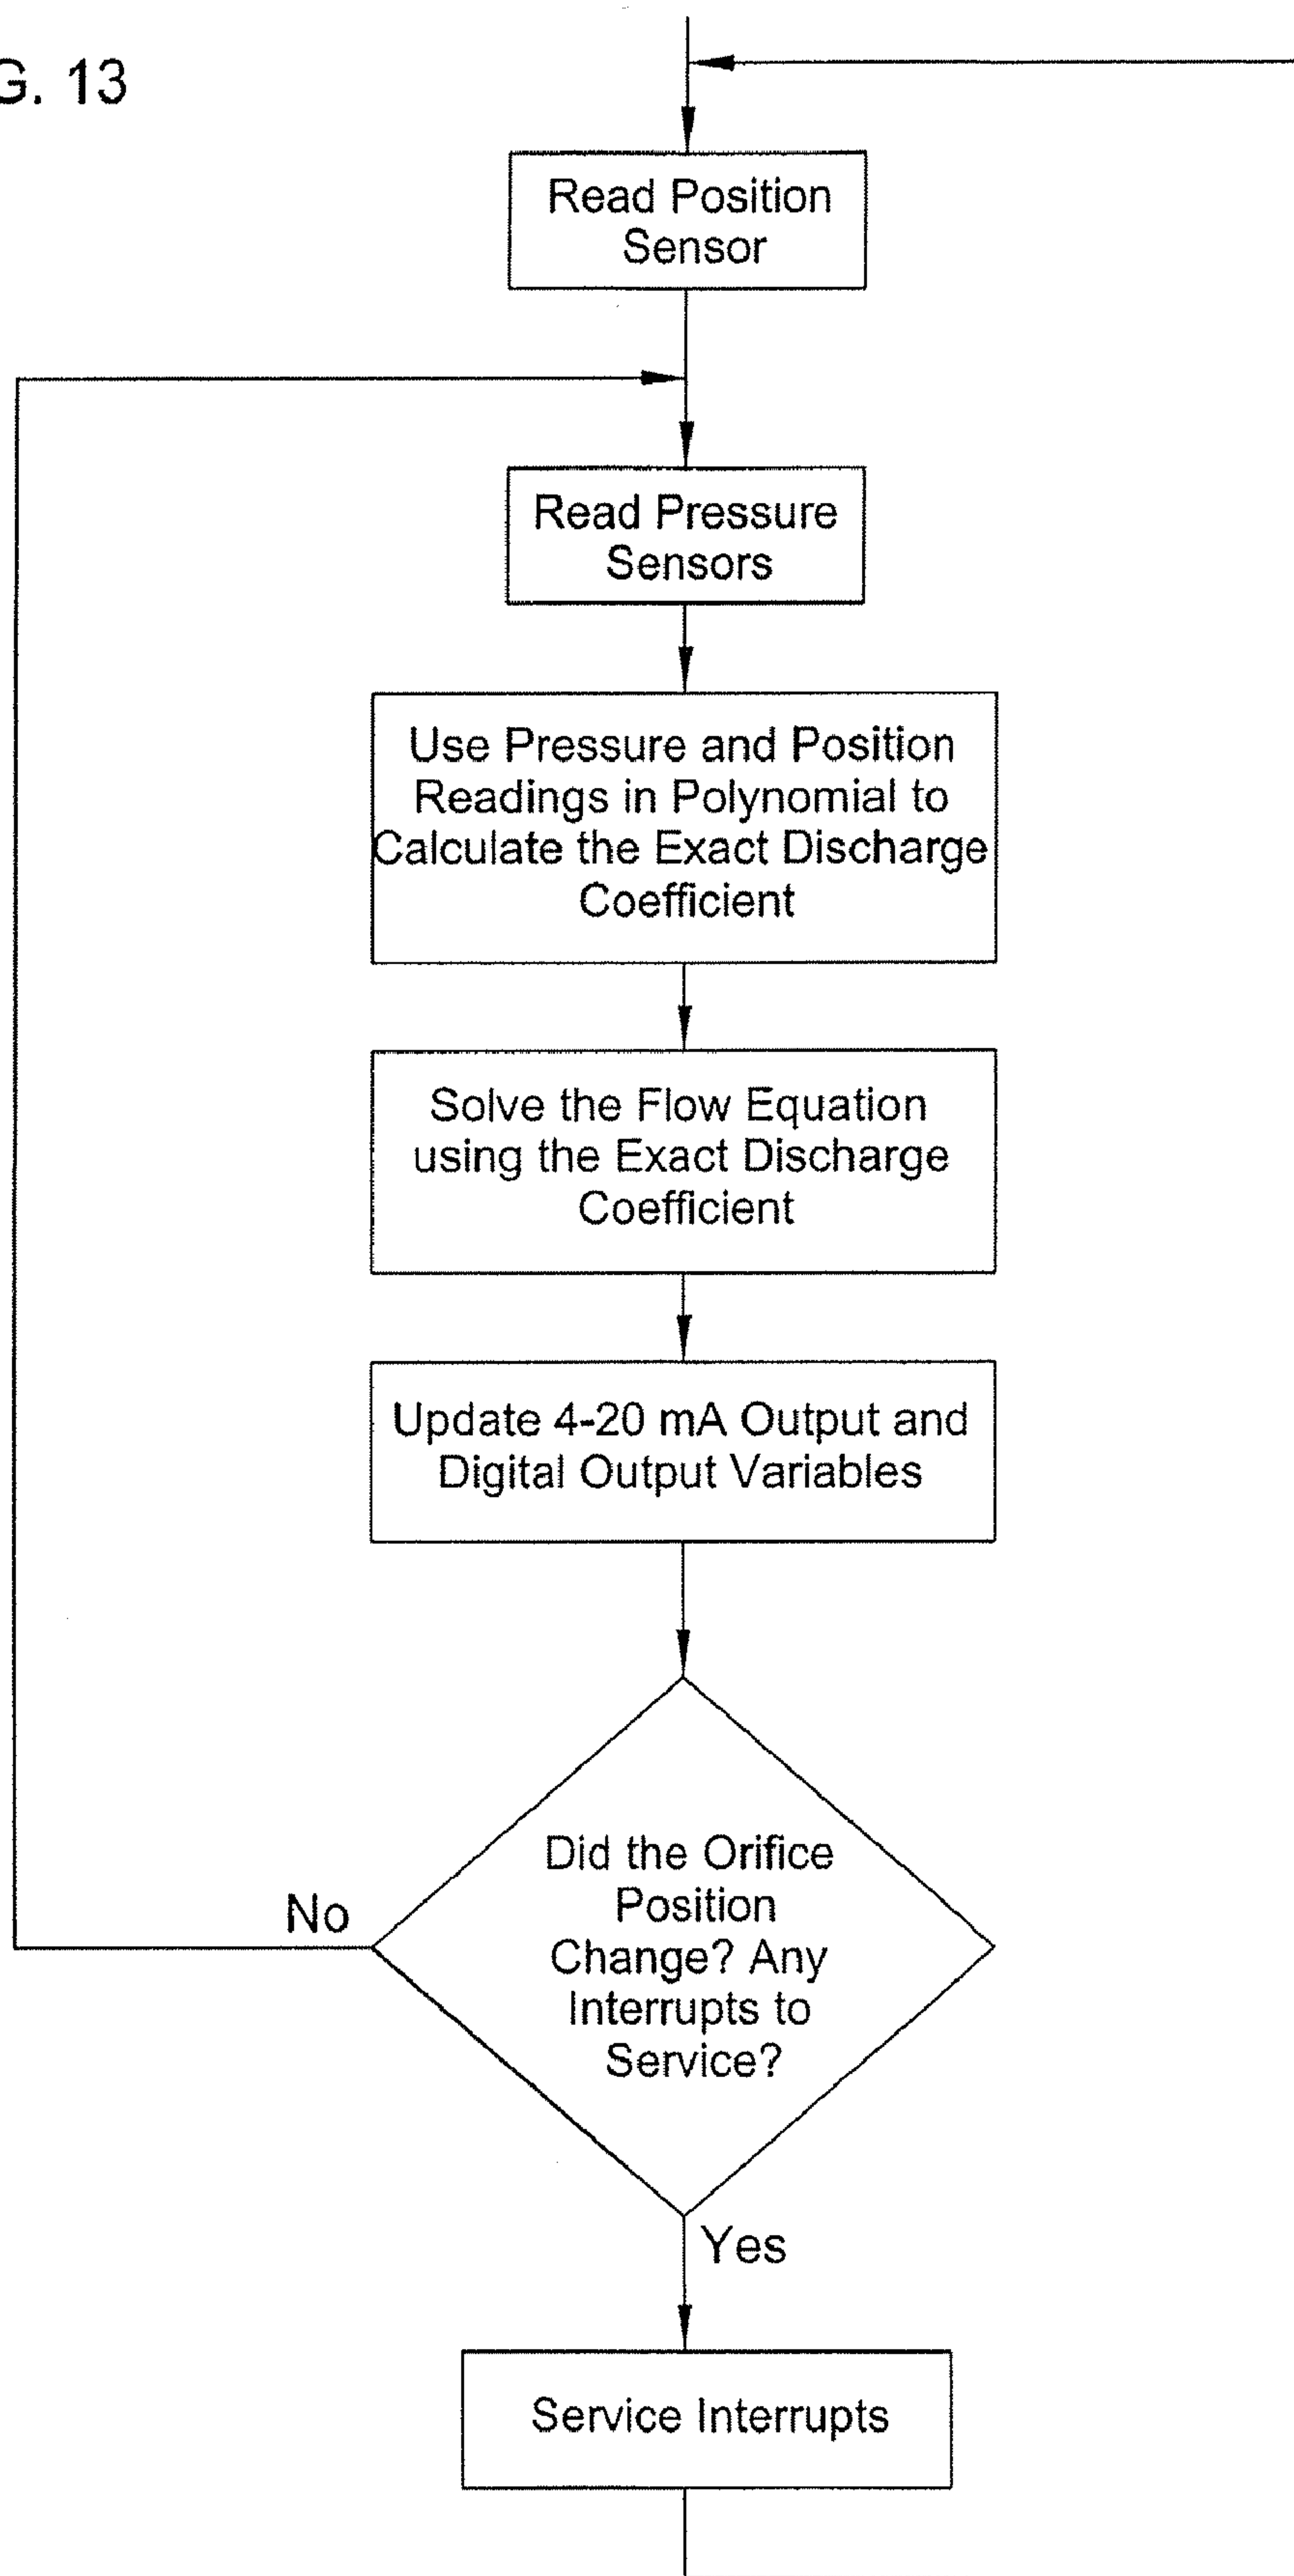 G. 13
Read Position
Sensor
Read Pressure
Sensors
Use Pressure and Position
Readings in Polynomial to
Calculate the Exact Discharge
Coefficient
Solve the Flow Equation
using the Exact Discharge
Coefficient
Update 4-20 mA Output and
Digital Output Variables
Did the Orifice
Position
Change? Any
Interrupts to
Service?
No
Yes
Service Interrupts